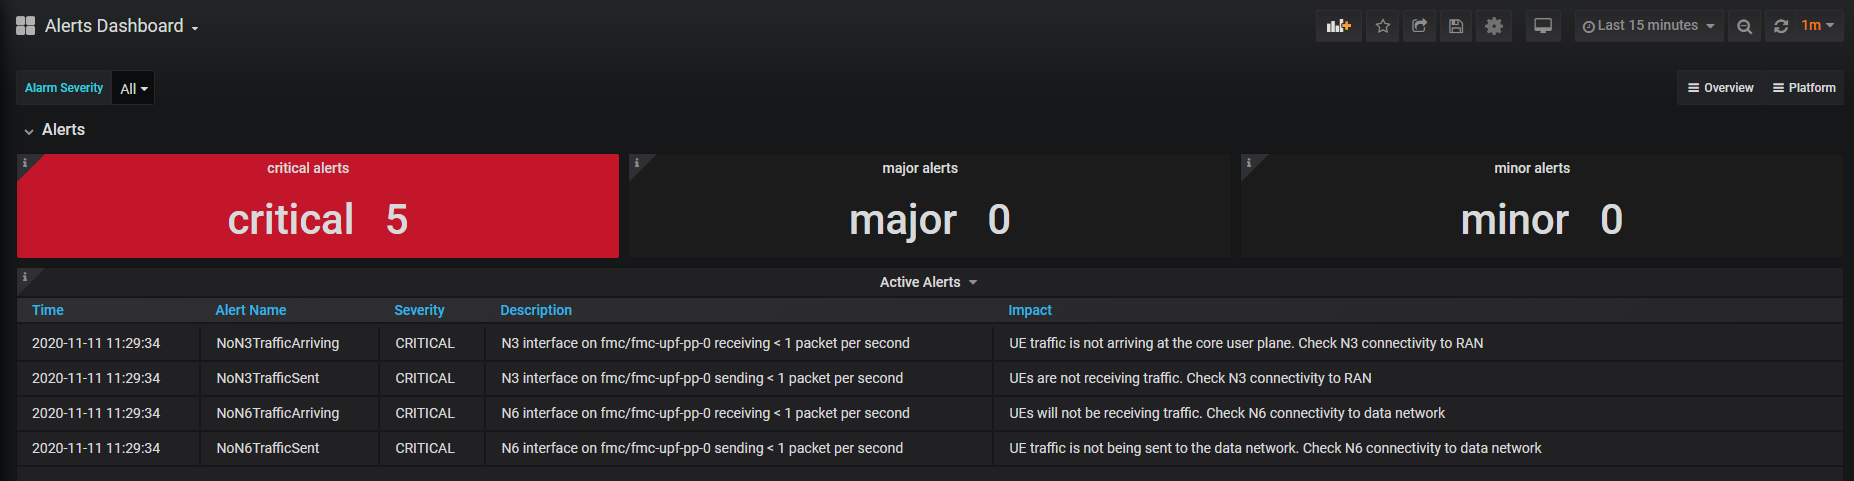 Alerts Dashboard
Last 15 minutes 1m
Alarm Severity All
Overview Platform
Alerts
critical alerts major alerts minor alerts
critical 5 major 0 minor 0
Active Alerts
Time Alert Name Severity Description Impact
2020-11-11 11:29:34 NoN3TrafficArriving CRITICAL N3 interface on fmc/fmc-upf-pp-0 receiving < 1 packet per second UE traffic is not arriving at the core user plane. Check N3 connectivity to RAN
2020-11-11 11:29:34 NoN3TrafficSent CRITICAL N3 interface on fmc/fmc-upf-pp-0 sending < 1 packet per second UEs are not receiving traffic. Check N3 connectivity to RAN
2020-11-11 11:29:34 NoN6TrafficArriving CRITICAL N6 interface on fmc/fmc-upf-pp-0 receiving < 1 packet per second UEs will not be receiving traffic. Check N6 connectivity to data network
2020-11-11 11:29:34 NoN6TrafficSent CRITICAL N6 interface on fmc/fmc-upf-pp-0 sending < 1 packet per second UE traffic is not being sent to the data network. Check N6 connectivity to data network